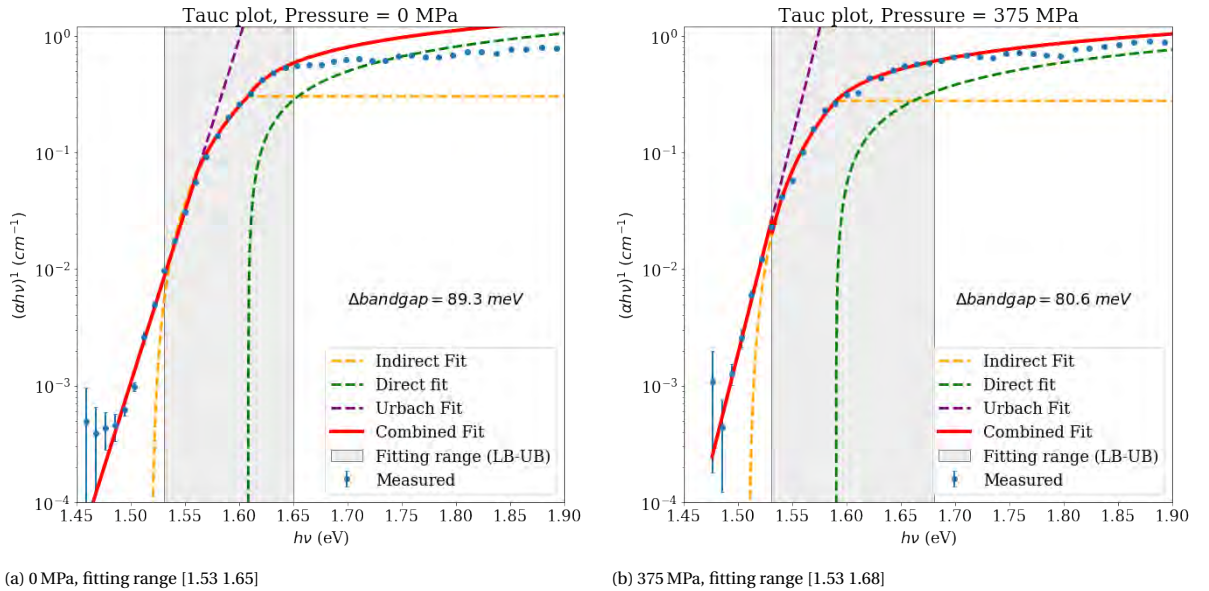 Tauc plot, Pressure = 0 MPa
10⁰
10⁻¹
10⁻²
10⁻³
10⁻⁴
(αhν)¹ (cm⁻¹)
Δbandgap = 89.3 meV
Indirect Fit
Direct fit
Urbach Fit
Combined Fit
Fitting range (LB-UB)
Measured
1.45 1.50 1.55 1.60 1.65 1.70 1.75 1.80 1.85 1.90
hν (eV)
(a) 0 MPa, fitting range [1.53 1.65]
Tauc plot, Pressure = 375 MPa
10⁰
10⁻¹
10⁻²
10⁻³
10⁻⁴
(αhν)¹ (cm⁻¹)
Δbandgap = 80.6 meV
Indirect Fit
Direct fit
Urbach Fit
Combined Fit
Fitting range (LB-UB)
Measured
1.45 1.50 1.55 1.60 1.65 1.70 1.75 1.80 1.85 1.90
hν (eV)
(b) 375 MPa, fitting range [1.53 1.68]